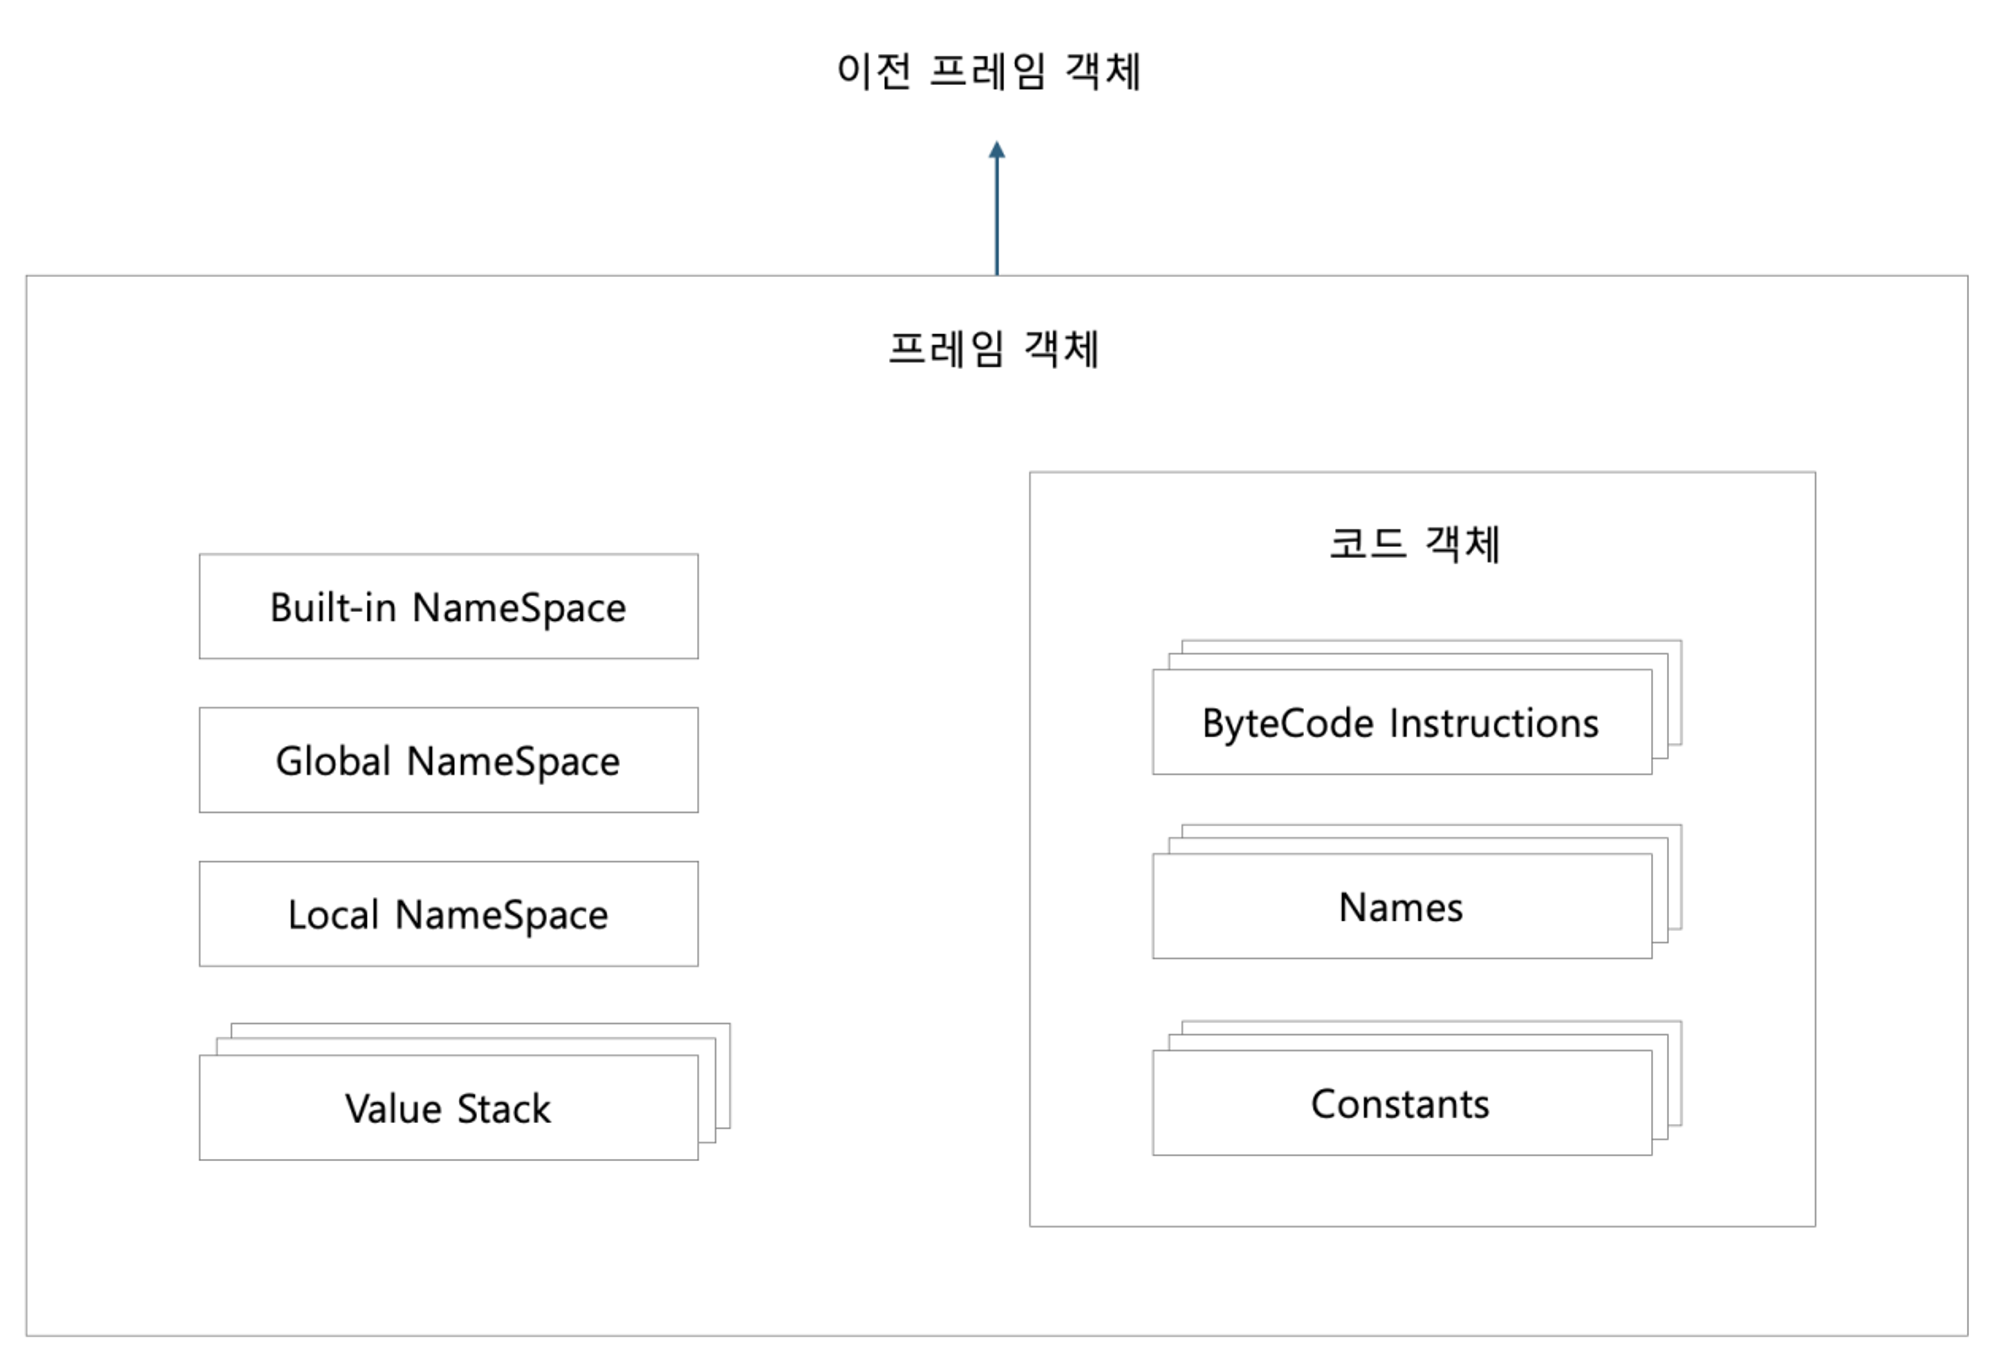 이전 프레임 객체
프레임 객체
Built-in NameSpace
Global NameSpace
Local NameSpace
Value Stack
코드 객체
ByteCode Instructions
Names
Constants